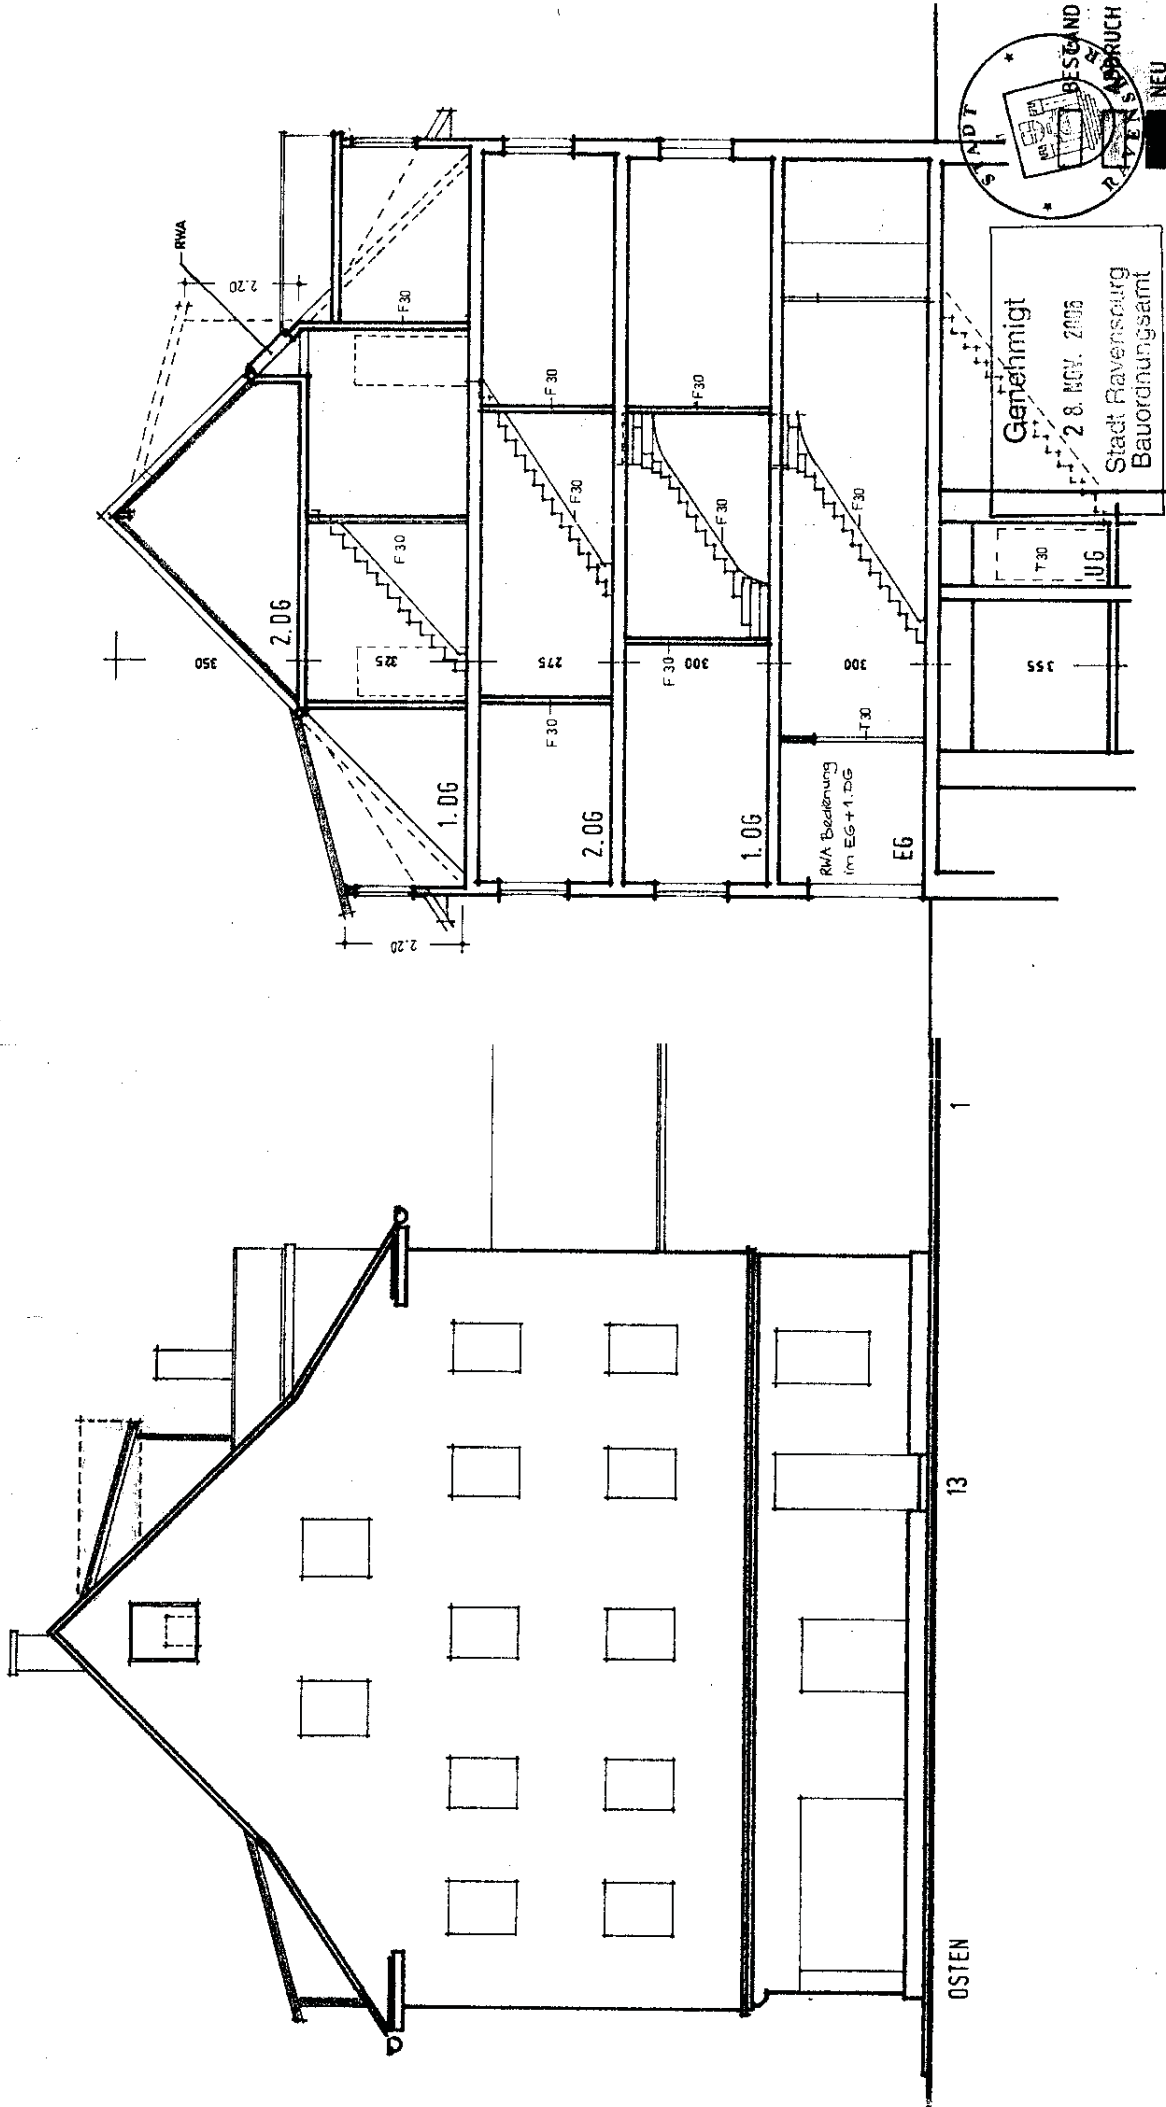 OSTEN
13
1
2.20
RWA
2.20
350
325
275
300
300
355
2.DG
1.DG
2.OG
1.OG
EG
UG
F30
F30
F30
F30
F30
F30
F30
F30
F30
T30
T30
RWA Bedienung
im EG+1.DG
Genehmigt
28. NOV. 2006
Stadt Ravensburg
Bauordnungsamt
STADT
RAVENSBURG
BESTAND
ABBRUCH
NEU